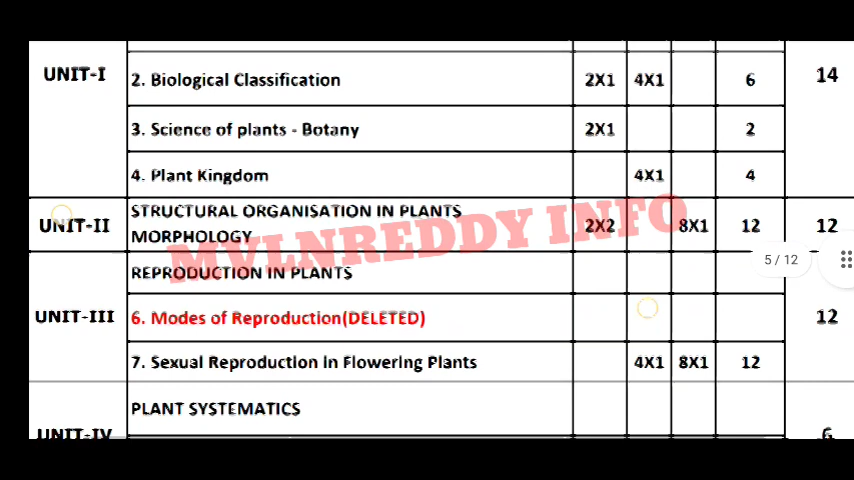 UNIT-I
2. Biological Classification 2X1 4X1 6 14
3. Science of plants - Botany 2X1 2
4. Plant Kingdom 4X1 4
UNIT-II STRUCTURAL ORGANISATION IN PLANTS MORPHOLOGY 2X2 8X1 12 12
MVLNREDDY INFO
5 / 12
REPRODUCTION IN PLANTS
UNIT-III 6. Modes of Reproduction(DELETED) 12
7. Sexual Reproduction in Flowering Plants 4X1 8X1 12
PLANT SYSTEMATICS
UNIT-IV 6